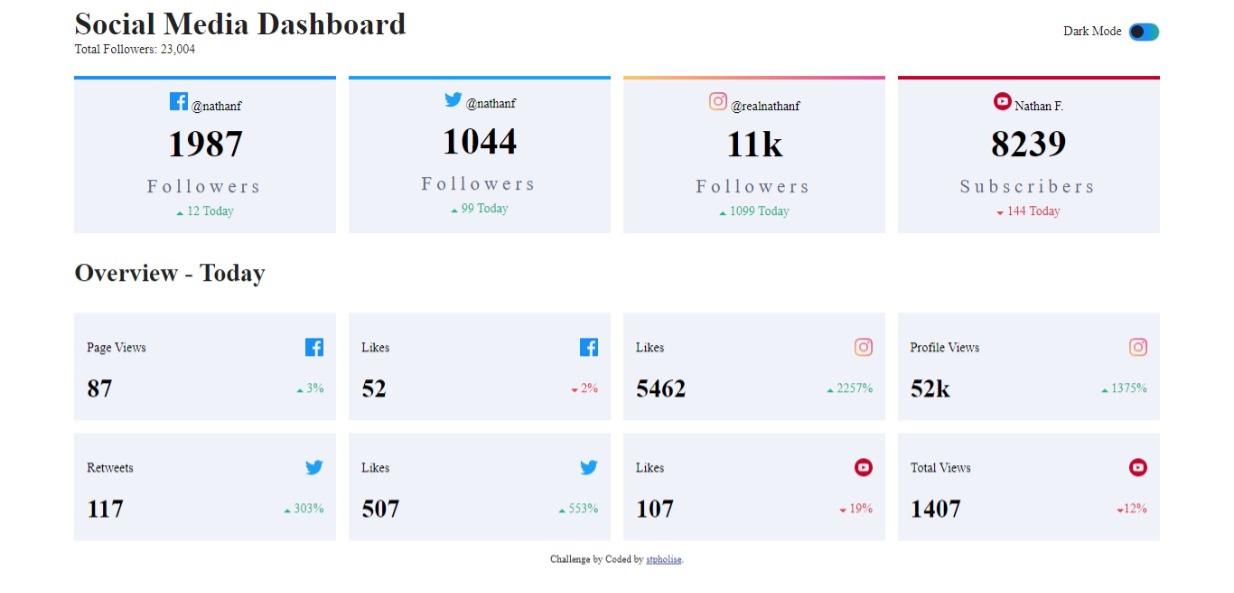 Social Media Dashboard
Total Followers: 23,004
Dark Mode
@nathanf
1987
Followers
12 Today
@nathanf
1044
Followers
99 Today
@realnathanf
11k
Followers
1099 Today
Nathan F.
8239
Subscribers
144 Today
Overview - Today
Page Views
87
3%
Likes
52
2%
Likes
5462
2257%
Profile Views
52k
1375%
Retweets
117
303%
Likes
507
553%
Likes
107
19%
Total Views
1407
12%
Challenge by Coded by stpholise.